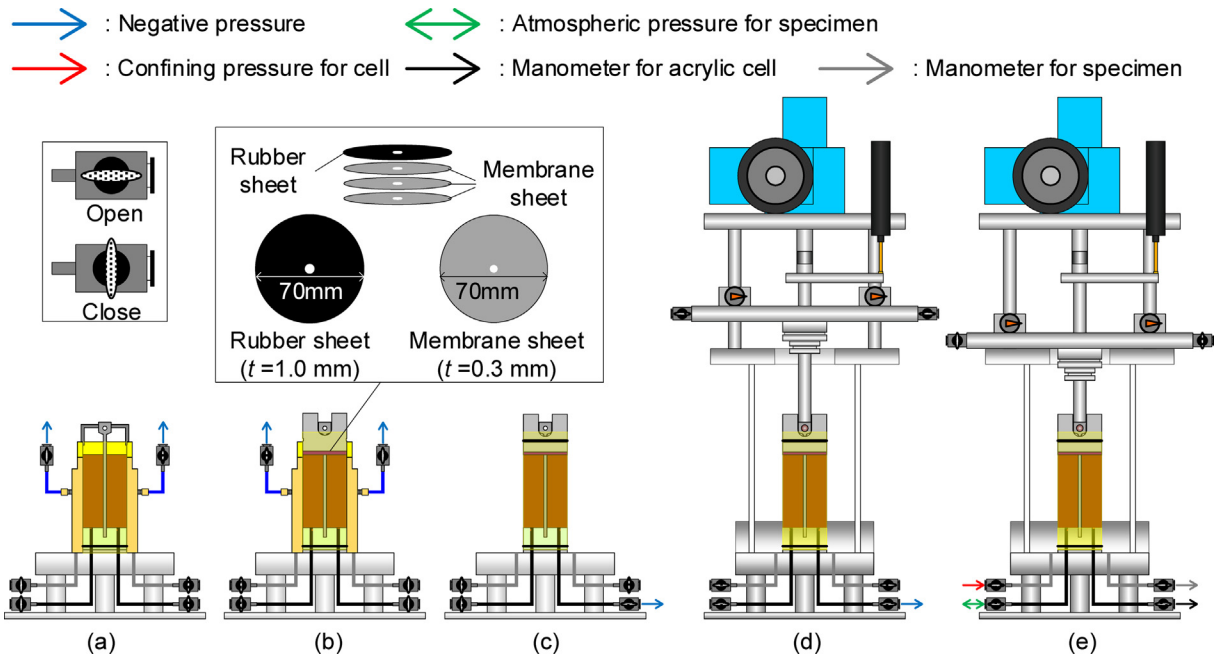 : Negative pressure
: Atmospheric pressure for specimen
: Confining pressure for cell
: Manometer for acrylic cell
: Manometer for specimen
Open
Close
Rubber
sheet
Membrane
sheet
70mm
70mm
Rubber sheet
(t =1.0 mm)
Membrane sheet
(t =0.3 mm)
(a)
(b)
(c)
(d)
(e)